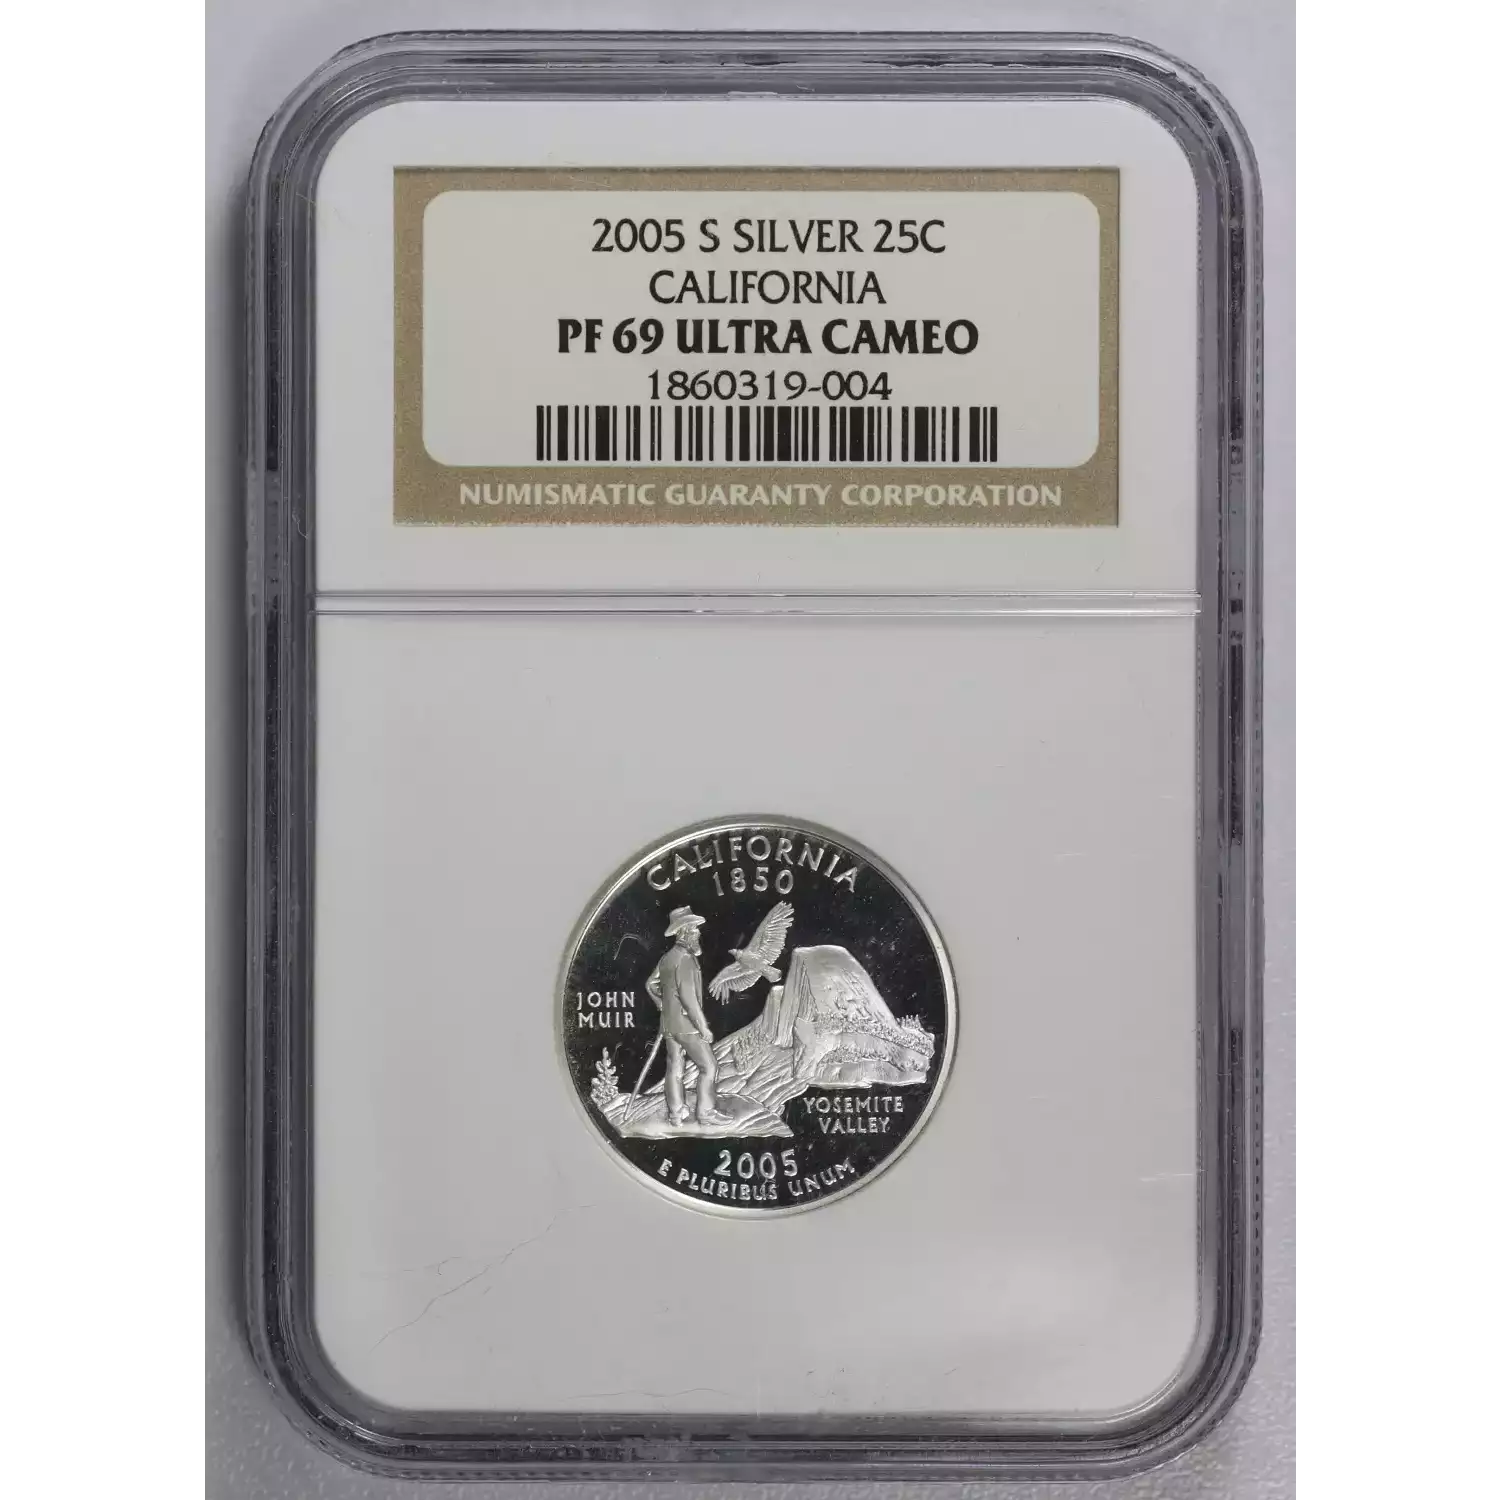 2005 S SILVER 25C
CALIFORNIA
PF 69 ULTRA CAMEO
1860319-004
NUMISMATIC GUARANTY CORPORATION
CALIFORNIA
1850
JOHN
MUIR
YOSEMITE
VALLEY
2005
E PLURIBUS UNUM